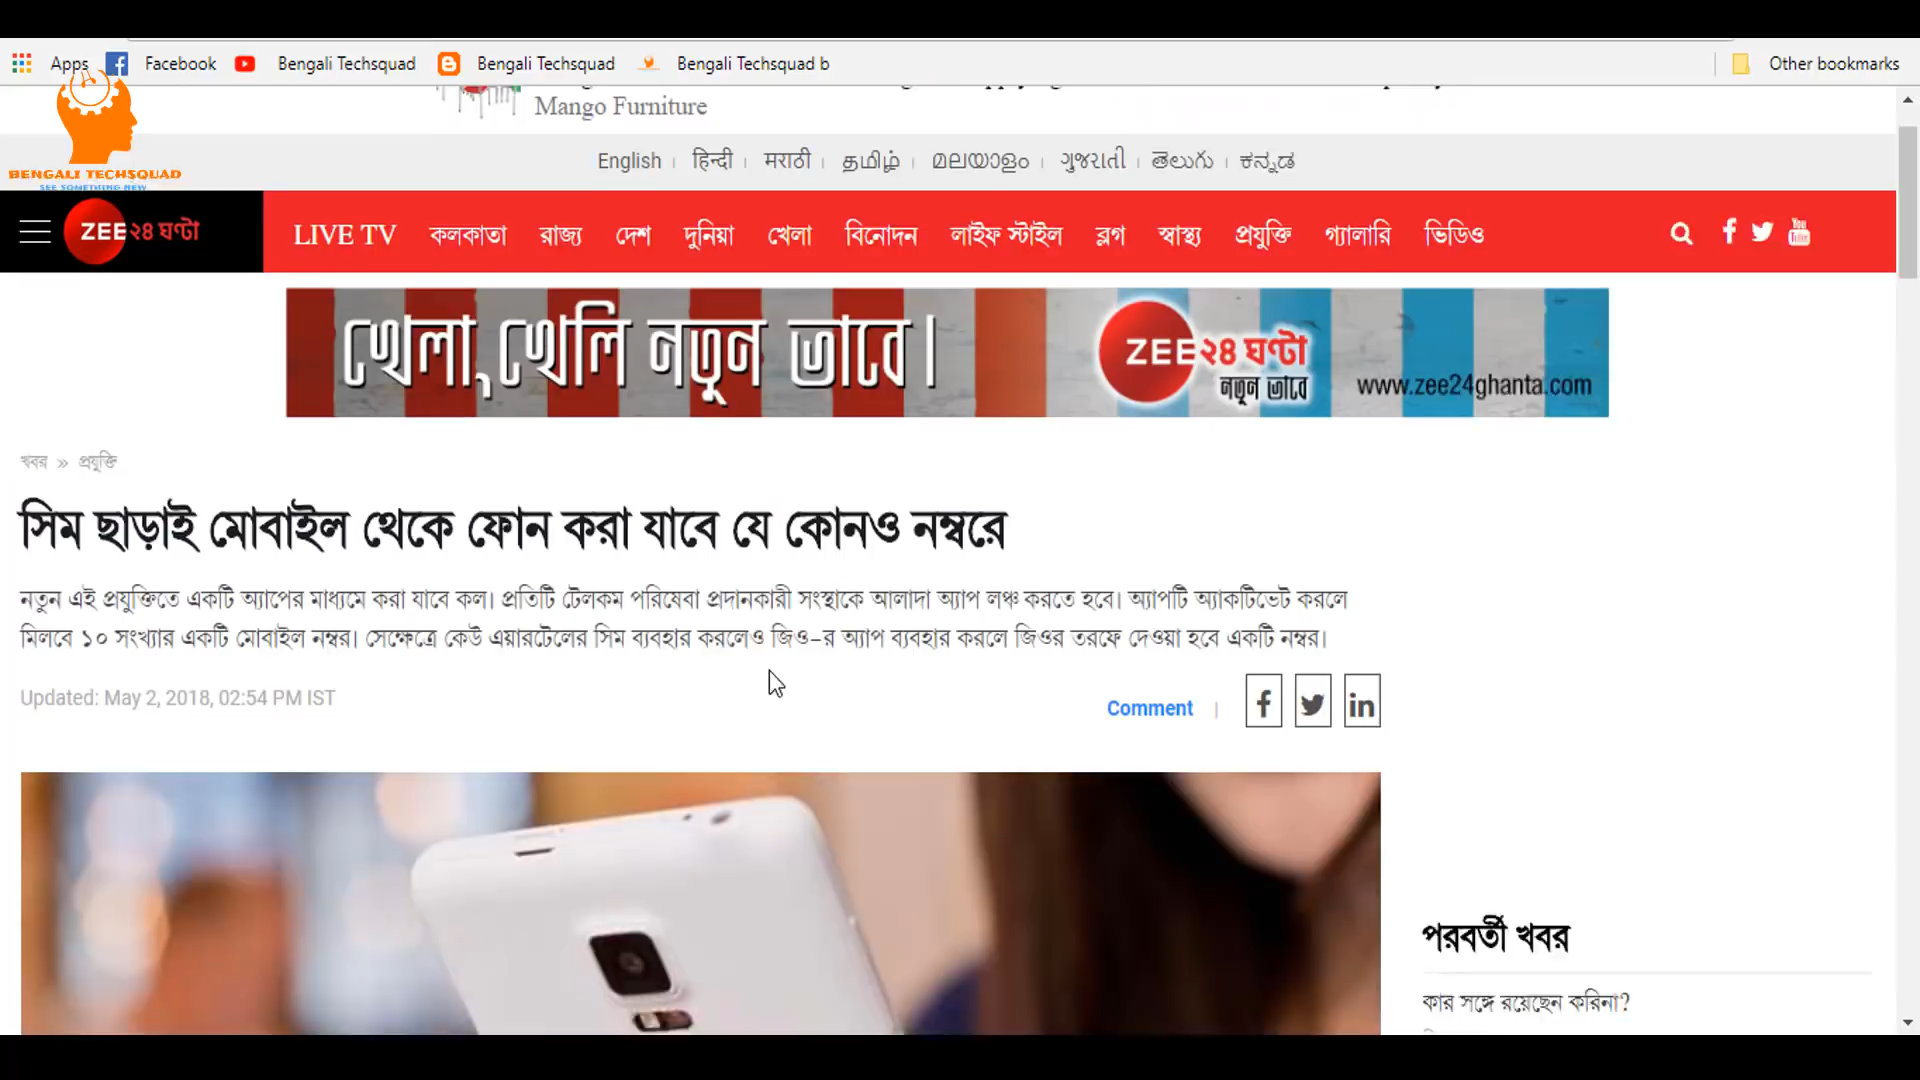 Apps Facebook Bengali Techsquad Bengali Techsquad Bengali Techsquad b Other bookmarks
Mango Furniture
BENGALI TECHSQUAD
SEE SOMETHING NEW
English हिन्दी मराठी தமிழ் മലയാളം ગુજરાતી తెలుగు ಕನ್ನಡ
ZEE ২৪ ঘণ্টা LIVE TV কলকাতা রাজ্য দেশ দুনিয়া খেলা বিনোদন লাইফ স্টাইল ব্লগ স্বাস্থ্য প্রযুক্তি গ্যালারি ভিডিও
খেলা, খেলি নতুন ভাবে। ZEE ২৪ ঘণ্টা
নতুন ভাবে www.zee24ghanta.com
খবর » প্রযুক্তি
সিম ছাড়াই মোবাইল থেকে ফোন করা যাবে যে কোনও নম্বরে
নতুন এই প্রযুক্তিতে একটি অ্যাপের মাধ্যমে করা যাবে কল। প্রতিটি টেলকম পরিষেবা প্রদানকারী সংস্থাকে আলাদা অ্যাপ লঞ্চ করতে হবে। অ্যাপটি অ্যাকটিভেট করলে
মিলবে ১০ সংখ্যার একটি মোবাইল নম্বর। সেক্ষেত্রে কেউ এয়ারটেলের সিম ব্যবহার করলেও জিও-র অ্যাপ ব্যবহার করলে জিওর তরফে দেওয়া হবে একটি নম্বর।
Updated: May 2, 2018, 02:54 PM IST
Comment
পরবর্তী খবর
কার সঙ্গে রয়েছেন করিনা?